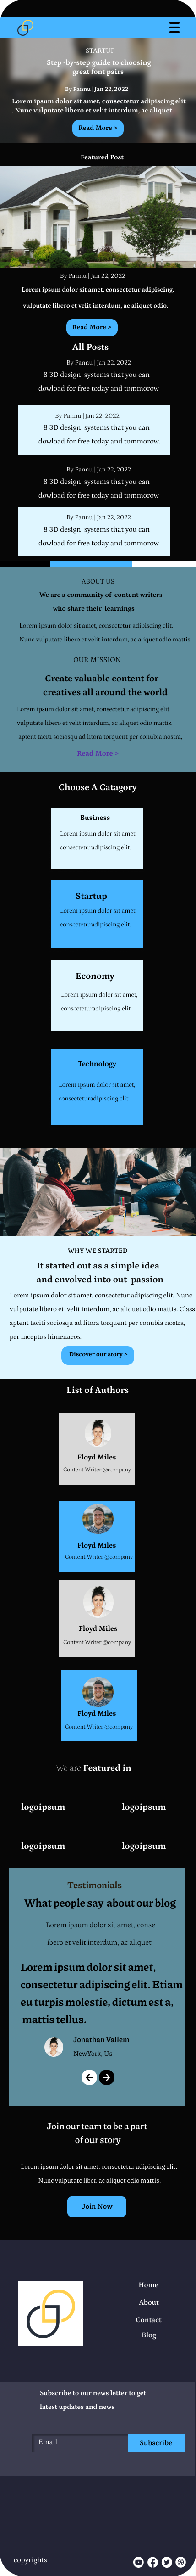 STARTUP
Step -by-step guide to choosing
great font pairs
By Pannu | Jan 22, 2022
Lorem ipsum dolor sit amet, consectetur adipiscing elit
. Nunc vulputate libero et velit interdum, ac aliquet
Read More >
Featured Post
By Pannu | Jan 22, 2022
Lorem ipsum dolor sit amet, consectetur adipiscing.
vulputate libero et velit interdum, ac aliquet odio.
Read More >
All Posts
By Pannu | Jan 22, 2022
8 3D design systems that you can
dowload for free today and tommorow
By Pannu | Jan 22, 2022
8 3D design systems that you can
dowload for free today and tommorow.
By Pannu | Jan 22, 2022
8 3D design systems that you can
dowload for free today and tommorow
By Pannu | Jan 22, 2022
8 3D design systems that you can
dowload for free today and tommorow
ABOUT US
We are a community of content writers
who share their learnings
Lorem ipsum dolor sit amet, consectetur adipiscing elit.
Nunc vulputate libero et velit interdum, ac aliquet odio mattis.
OUR MISSION
Create valuable content for
creatives all around the world
Lorem ipsum dolor sit amet, consectetur adipiscing elit.
vulputate libero et velit interdum, ac aliquet odio mattis.
aptent taciti sociosqu ad litora torquent per conubia nostra,
Read More >
Choose A Catagory
Business
Lorem ipsum dolor sit amet,
consecteturadipiscing elit.
Startup
Lorem ipsum dolor sit amet,
consecteturadipiscing elit.
Economy
Lorem ipsum dolor sit amet,
consecteturadipiscing elit.
Technology
Lorem ipsum dolor sit amet,
consecteturadipiscing elit.
WHY WE STARTED
It started out as a simple idea
and envolved into out passion
Lorem ipsum dolor sit amet, consectetur adipiscing elit. Nunc
vulputate libero et velit interdum, ac aliquet odio mattis. Class
aptent taciti sociosqu ad litora torquent per conubia nostra,
per inceptos himenaeos.
Discover our story >
List of Authors
Floyd Miles
Content Writer @company
Floyd Miles
Content Writer @company
Floyd Miles
Content Writer @company
Floyd Miles
Content Writer @company
We are Featured in
logoipsum logoipsum
logoipsum logoipsum
Testimonials
What people say about our blog
Lorem ipsum dolor sit amet, conse
ibero et velit interdum, ac aliquet
Lorem ipsum dolor sit amet,
consectetur adipiscing elit. Etiam
eu turpis molestie, dictum est a,
mattis tellus.
Jonathan Vallem
NewYork, Us
Join our team to be a part
of our story
Lorem ipsum dolor sit amet, consectetur adipiscing elit.
Nunc vulputate liber, ac aliquet odio mattis.
Join Now
Home
About
Contact
Blog
Subscribe to our news letter to get
latest updates and news
Email
Subscribe
copyrights